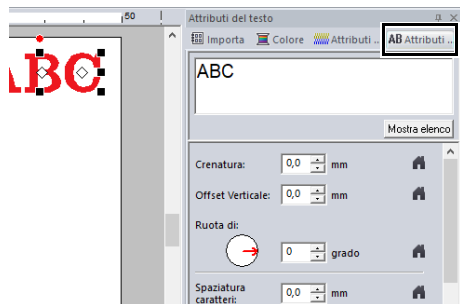 50
Attributi del testo
Importa Colore Attributi .. AB Attributi ..
ABC
ABC
Mostra elenco
Crenatura: 0,0 mm
Offset Verticale: 0,0 mm
Ruota di:
0 grado
Spaziatura
caratteri: 0,0 mm